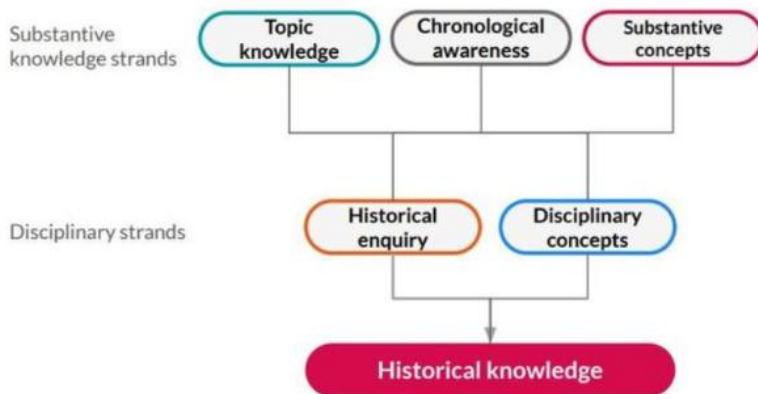 Substantive
knowledge strands
Topic
knowledge
Chronological
awareness
Substantive
concepts
Disciplinary strands
Historical
enquiry
Disciplinary
concepts
Historical knowledge